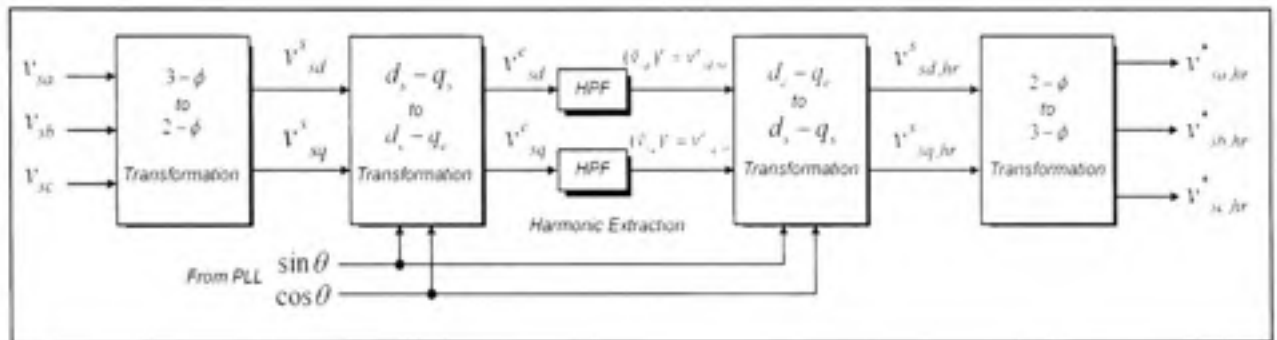 v_sa
v_sb
v_sc
3-ϕ
to
2-ϕ
Transformation
v^s_sd
v^s_sq
d_s - q_s
to
d_e - q_e
Transformation
v^e_sd
v^e_sq
HPF
HPF
Harmonic Extraction
d_e - q_e
to
d_s - q_s
Transformation
v^s_sd,hr
v^s_sq,hr
2-ϕ
to
3-ϕ
Transformation
v^*_sa,hr
v^*_sb,hr
v^*_sc,hr
From PLL
sin θ
cos θ